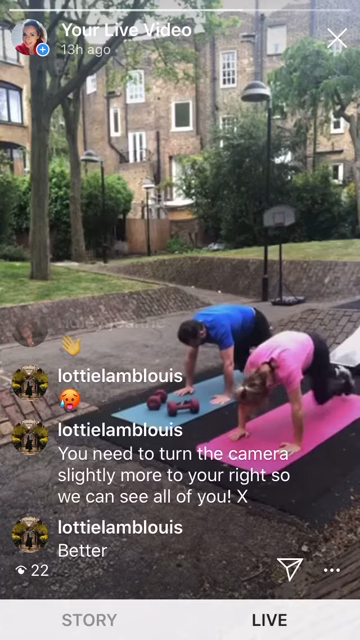 Your Live Video
13h ago
lottielamblouis
🥵
lottielamblouis
You need to turn the camera
slightly more to your right so
we can see all of you! X
lottielamblouis
Better
22
STORY
LIVE